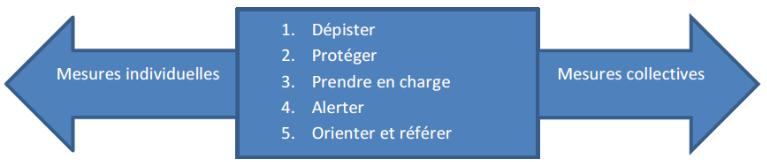 Mesures individuelles
1. Dépister
2. Protéger
3. Prendre en charge
4. Alerter
5. Orienter et référer
Mesures collectives